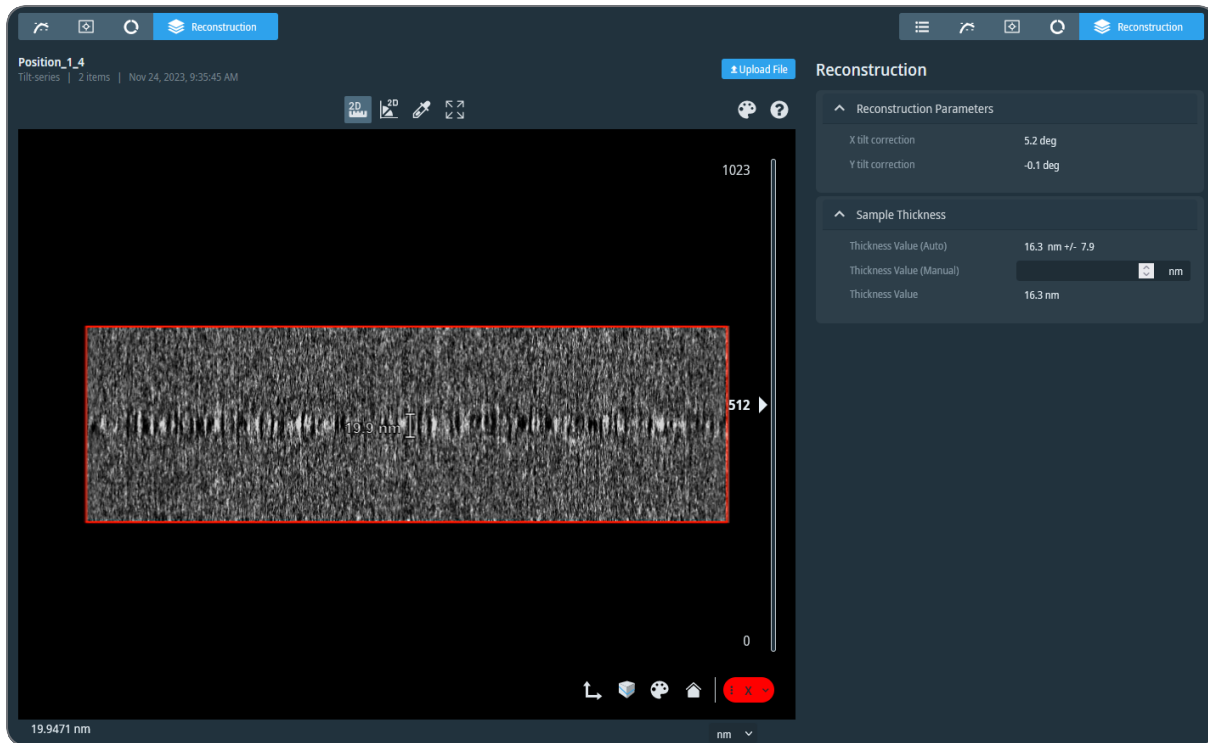 Reconstruction
Reconstruction
Position_1_4
Tilt-series | 2 items | Nov 24, 2023, 9:35:45 AM
Upload File
2D
2D
1023
19.9 nm
512
0
X
19.9471 nm
nm
Reconstruction
Reconstruction Parameters
X tilt correction 5.2 deg
Y tilt correction -0.1 deg
Sample Thickness
Thickness Value (Auto) 16.3 nm +/- 7.9
Thickness Value (Manual) nm
Thickness Value 16.3 nm